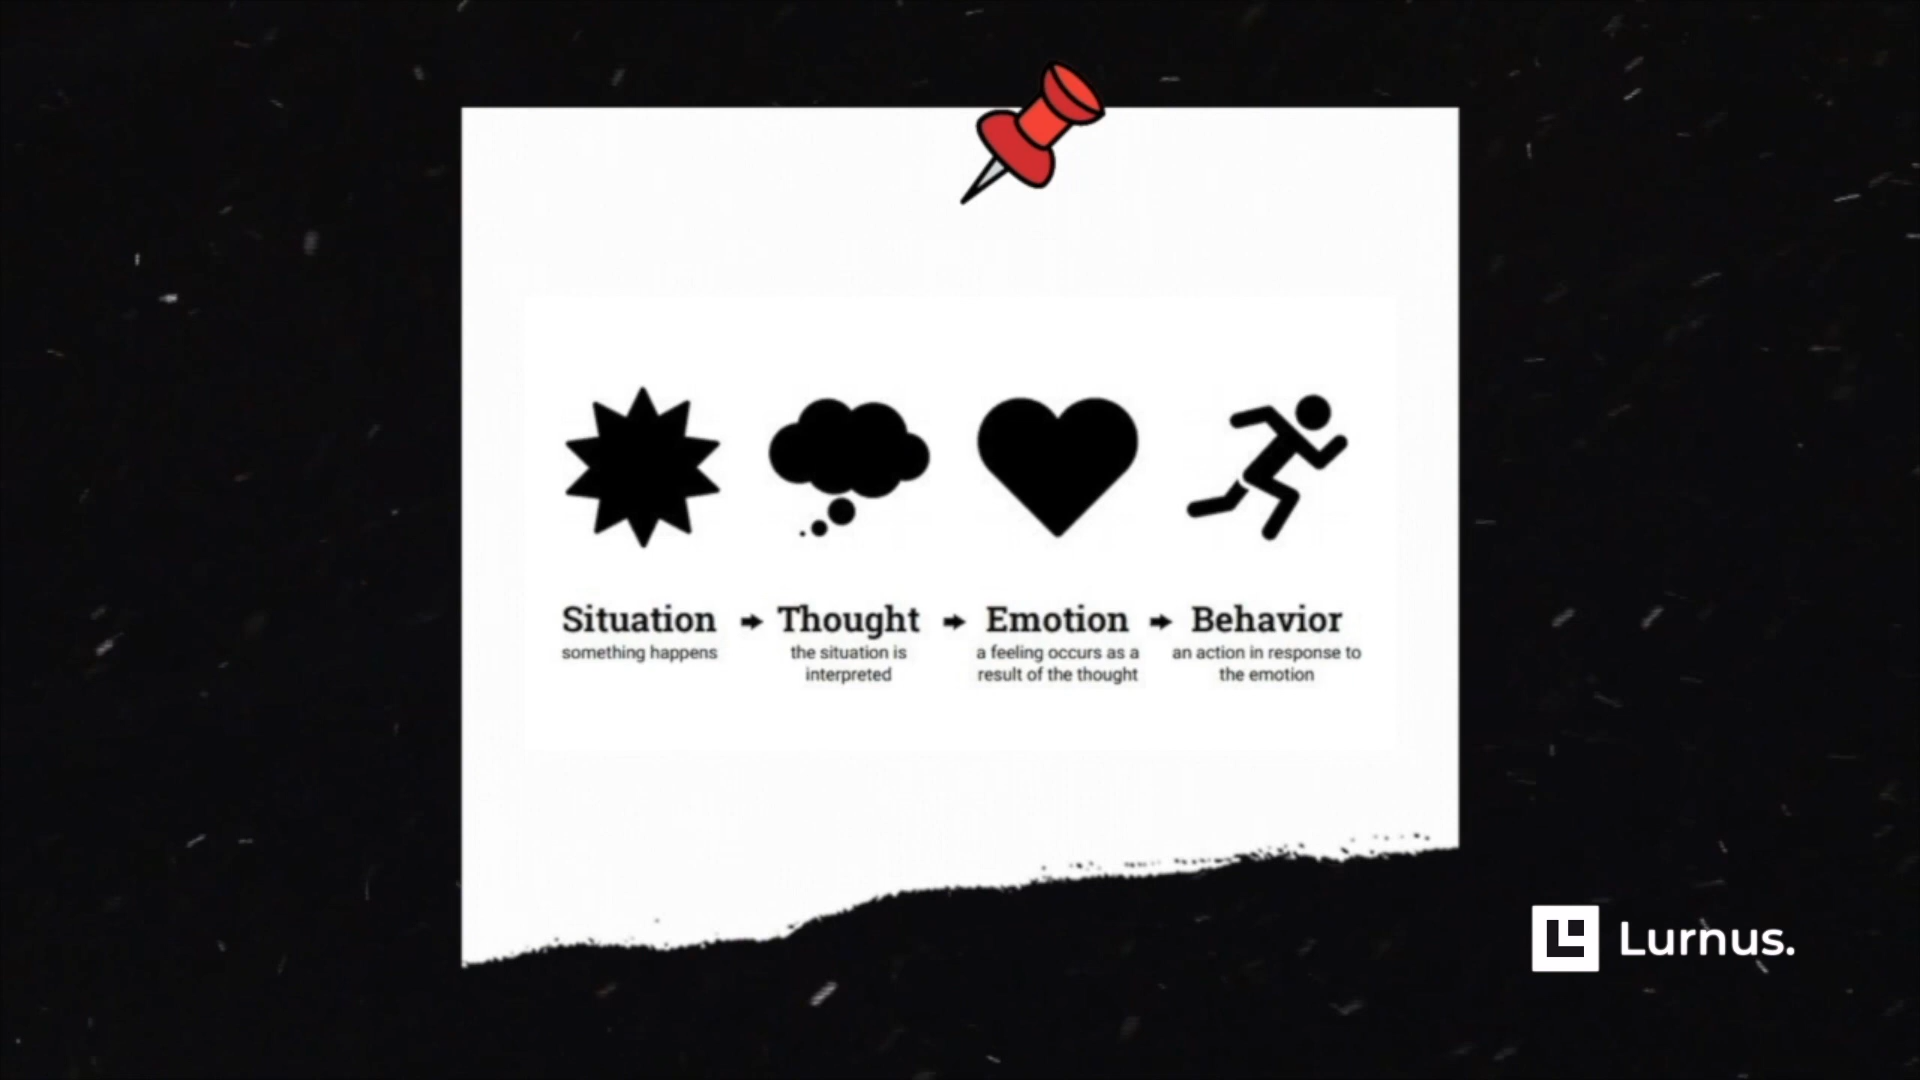 Situation
something happens
Thought
the situation is
interpreted
Emotion
a feeling occurs as a
result of the thought
Behavior
an action in response to
the emotion
Lurnus.